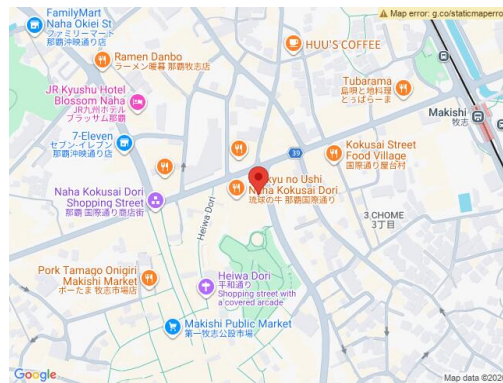 FamilyMart
Naha Okiei St
ファミリーマート
那覇沖映通り店
⚠ Map error: g.co/staticmaperro
Ramen Danbo
ラーメン暖暮 那覇牧志店
HUU'S COFFEE
JR Kyushu Hotel
Blossom Naha
JR九州ホテル
ブラッサム那覇
Tubarama
島唄と地料理
とぅばらーま
Makishi
牧志
7-Eleven
セブン-イレブン
那覇沖映通り店
39
Kokusai Street
Food Village
国際通り屋台村
Naha Kokusai Dori
Shopping Street
那覇 国際通り商店街
kyu no Ushi
Naha Kokusai Dori
琉球の牛 那覇国際通り
Heiwa Dori
3 CHOME
3丁目
Pork Tamago Onigiri
Makishi Market
ポーたま 牧志市場店
Heiwa Dori
平和通り
Shopping street with
a covered arcade
Makishi Public Market
第一牧志公設市場
Google
Map data ©202